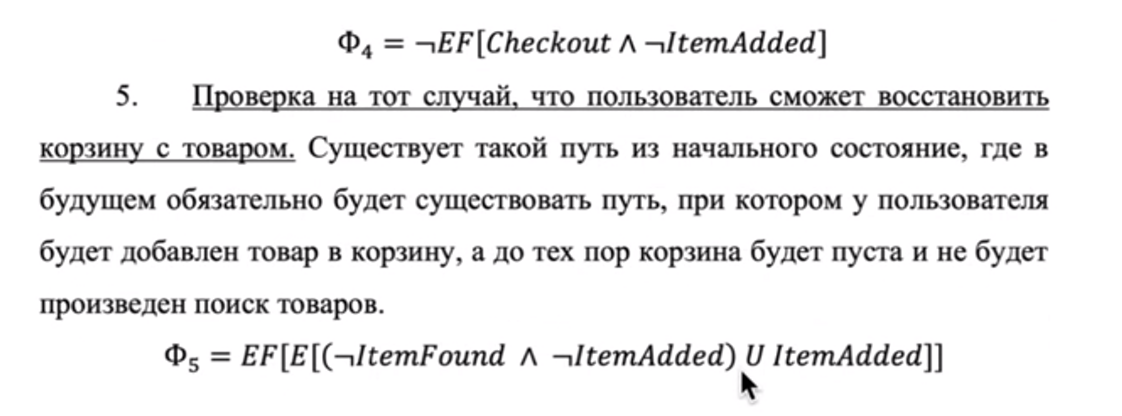 Φ₄ = ¬EF[Checkout ∧ ¬ItemAdded]
5. Проверка на тот случай, что пользователь сможет восстановить
корзину с товаром. Существует такой путь из начального состояние, где в
будущем обязательно будет существовать путь, при котором у пользователя
будет добавлен товар в корзину, а до тех пор корзина будет пуста и не будет
произведен поиск товаров.
Φ₅ = EF[E[(¬ItemFound ∧ ¬ItemAdded) U ItemAdded]]